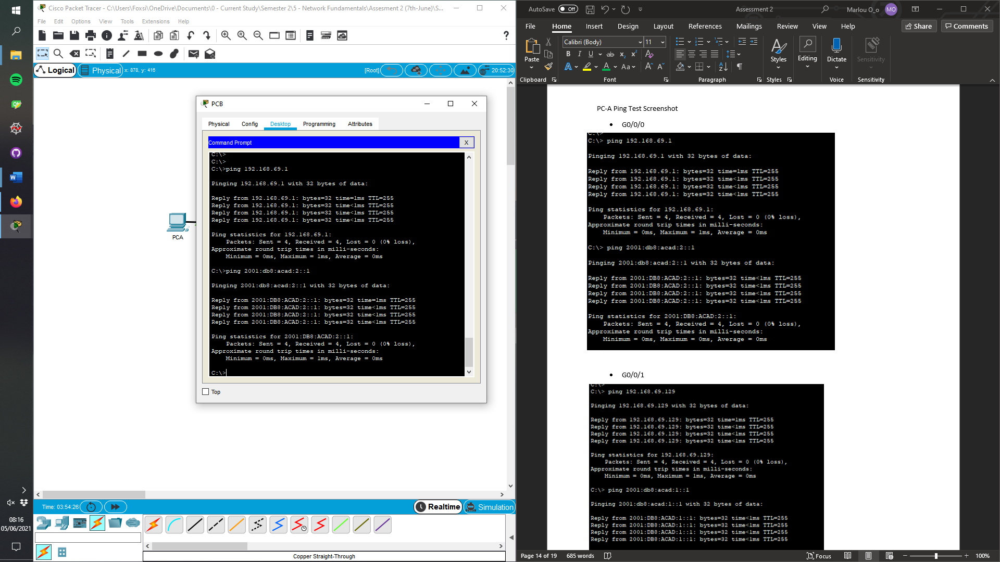 Cisco Packet Tracer - C:\Users\Foxsi\OneDrive\Documents\0 - Current Study\Semester 2\5 - Network Fundamentals\Assesment 2 (7th-June)\S...
File Edit Options View Tools Extensions Help
Logical Physical x: 878, y: 416 [Root] 20:52:30
PCA
PCB
Physical Config Desktop Programming Attributes
Command Prompt X
C:\>
C:\>
C:\>ping 192.168.69.1
Pinging 192.168.69.1 with 32 bytes of data:
Reply from 192.168.69.1: bytes=32 time=1ms TTL=255
Reply from 192.168.69.1: bytes=32 time<1ms TTL=255
Reply from 192.168.69.1: bytes=32 time<1ms TTL=255
Reply from 192.168.69.1: bytes=32 time<1ms TTL=255
Ping statistics for 192.168.69.1:
Packets: Sent = 4, Received = 4, Lost = 0 (0% loss),
Approximate round trip times in milli-seconds:
Minimum = 0ms, Maximum = 1ms, Average = 0ms
C:\>ping 2001:db8:acad:2::1
Pinging 2001:db8:acad:2::1 with 32 bytes of data:
Reply from 2001:DB8:ACAD:2::1: bytes=32 time=1ms TTL=255
Reply from 2001:DB8:ACAD:2::1: bytes=32 time<1ms TTL=255
Reply from 2001:DB8:ACAD:2::1: bytes=32 time<1ms TTL=255
Reply from 2001:DB8:ACAD:2::1: bytes=32 time<1ms TTL=255
Ping statistics for 2001:DB8:ACAD:2::1:
Packets: Sent = 4, Received = 4, Lost = 0 (0% loss),
Approximate round trip times in milli-seconds:
Minimum = 0ms, Maximum = 1ms, Average = 0ms
C:\>
Top
Time: 03:54:26 Realtime Simulation
Copper Straight-Through
08:16
05/06/2021
AutoSave Off Assessment 2 Marlou O_o MO
File Home Insert Design Layout References Mailings Review View Help Share Comments
Calibri (Body) 11
Paste B I U ab x2 x2 A A Aa A A Styles Editing Dictate Sensitivity
Clipboard Font Paragraph Styles Voice Sensitivity
PC-A Ping Test Screenshot
• G0/0/0
C:\>
C:\> ping 192.168.69.1
Pinging 192.168.69.1 with 32 bytes of data:
Reply from 192.168.69.1: bytes=32 time=1ms TTL=255
Reply from 192.168.69.1: bytes=32 time<1ms TTL=255
Reply from 192.168.69.1: bytes=32 time<1ms TTL=255
Reply from 192.168.69.1: bytes=32 time<1ms TTL=255
Ping statistics for 192.168.69.1:
Packets: Sent = 4, Received = 4, Lost = 0 (0% loss),
Approximate round trip times in milli-seconds:
Minimum = 0ms, Maximum = 1ms, Average = 0ms
C:\> ping 2001:db8:acad:2::1
Pinging 2001:db8:acad:2::1 with 32 bytes of data:
Reply from 2001:DB8:ACAD:2::1: bytes=32 time<1ms TTL=255
Reply from 2001:DB8:ACAD:2::1: bytes=32 time<1ms TTL=255
Reply from 2001:DB8:ACAD:2::1: bytes=32 time<1ms TTL=255
Reply from 2001:DB8:ACAD:2::1: bytes=32 time<1ms TTL=255
Ping statistics for 2001:DB8:ACAD:2::1:
Packets: Sent = 4, Received = 4, Lost = 0 (0% loss),
Approximate round trip times in milli-seconds:
Minimum = 0ms, Maximum = 0ms, Average = 0ms
• G0/0/1
C:\>
C:\> ping 192.168.69.129
Pinging 192.168.69.129 with 32 bytes of data:
Reply from 192.168.69.129: bytes=32 time=1ms TTL=255
Reply from 192.168.69.129: bytes=32 time<1ms TTL=255
Reply from 192.168.69.129: bytes=32 time<1ms TTL=255
Reply from 192.168.69.129: bytes=32 time<1ms TTL=255
Ping statistics for 192.168.69.129:
Packets: Sent = 4, Received = 4, Lost = 0 (0% loss),
Approximate round trip times in milli-seconds:
Minimum = 0ms, Maximum = 1ms, Average = 0ms
C:\> ping 2001:db8:acad:1::1
Pinging 2001:db8:acad:1::1 with 32 bytes of data:
Reply from 2001:DB8:ACAD:1::1: bytes=32 time<1ms TTL=255
Reply from 2001:DB8:ACAD:1::1: bytes=32 time<1ms TTL=255
Reply from 2001:DB8:ACAD:1::1: bytes=32 time<1ms TTL=255
Reply from 2001:DB8:ACAD:1::1: bytes=32 time<1ms TTL=255
Page 14 of 19 685 words Focus 100%